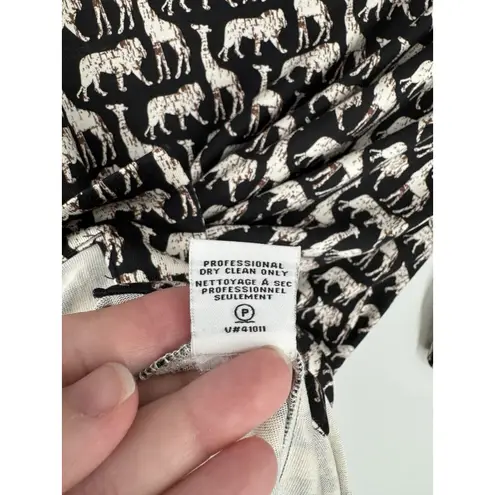 PROFESSIONAL
DRY CLEAN ONLY
NETTOYAGE À SEC
PROFESSIONNEL
SEULEMENT
P
V#41011